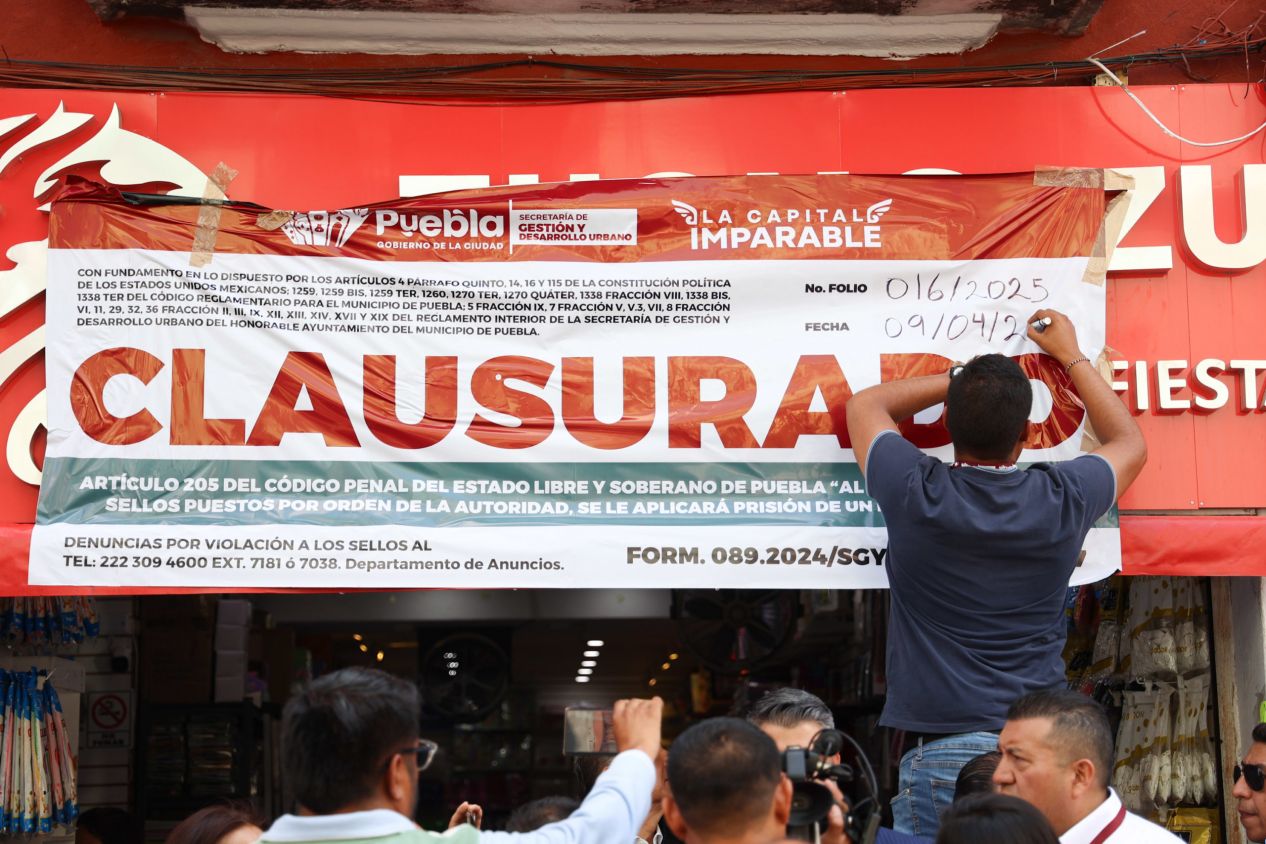 Puebla
GOBIERNO DE LA CIUDAD
SECRETARÍA DE
GESTIÓN Y
DESARROLLO URBANO
LA CAPITAL
IMPARABLE
ZU
CON FUNDAMENTO EN LO DISPUESTO POR LOS ARTÍCULOS 4 PÁRRAFO QUINTO, 14, 16 Y 115 DE LA CONSTITUCIÓN POLÍTICA
DE LOS ESTADOS UNIDOS MEXICANOS; 1259, 1259 BIS, 1259 TER, 1260, 1270 TER, 1270 QUÁTER, 1338 FRACCIÓN VIII, 1338 BIS,
1338 TER DEL CÓDIGO REGLAMENTARIO PARA EL MUNICIPIO DE PUEBLA; 5 FRACCIÓN IX, 7 FRACCIÓN V, V.3, VII, 8 FRACCIÓN
VI, 11, 29, 32, 36 FRACCIÓN II, III, IX, XII, XIII, XIV, XVII Y XIX DEL REGLAMENTO INTERIOR DE LA SECRETARÍA DE GESTIÓN Y
DESARROLLO URBANO DEL HONORABLE AYUNTAMIENTO DEL MUNICIPIO DE PUEBLA.
No. FOLIO 016/2025
FECHA 09/04/2
CLAUSURADO
FIESTA
ARTÍCULO 205 DEL CÓDIGO PENAL DEL ESTADO LIBRE Y SOBERANO DE PUEBLA “AL
SELLOS PUESTOS POR ORDEN DE LA AUTORIDAD, SE LE APLICARÁ PRISIÓN DE UN
DENUNCIAS POR VIOLACIÓN A LOS SELLOS AL
TEL: 222 309 4600 EXT. 7181 ó 7038. Departamento de Anuncios.
FORM. 089.2024/SGY